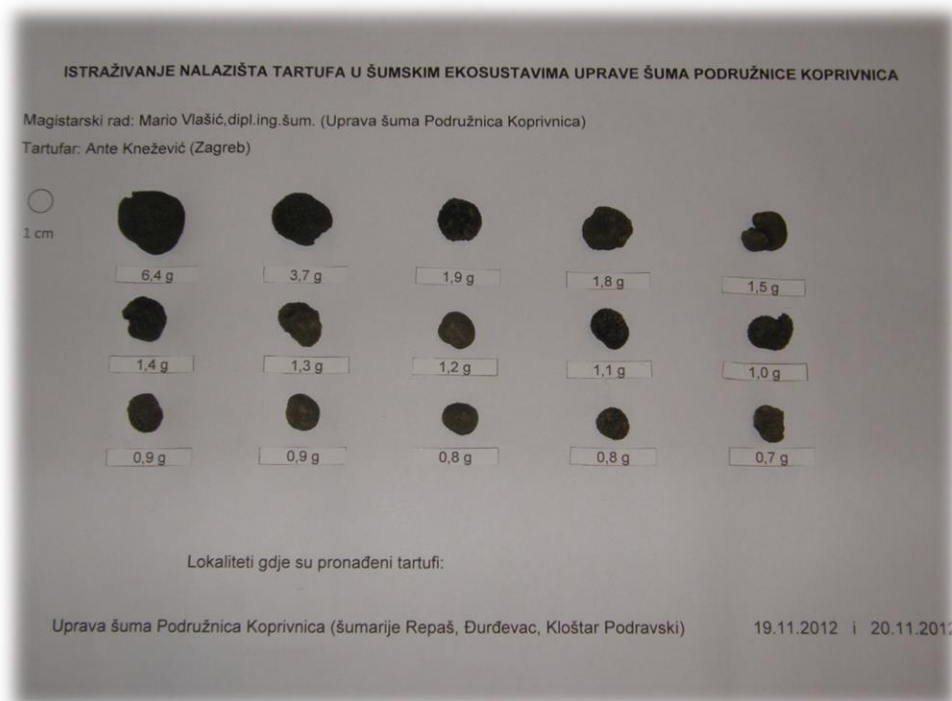 ISTRAŽIVANJE NALAZIŠTA TARTUFA U ŠUMSKIM EKOSUSTAVIMA UPRAVE ŠUMA PODRUŽNICE KOPRIVNICA
Magistarski rad: Mario Vlašić,dipl.ing.šum. (Uprava šuma Podružnica Koprivnica)
Tartufar: Ante Knežević (Zagreb)
1 cm
6,4 g 3,7 g 1,9 g 1,8 g 1,5 g
1,4 g 1,3 g 1,2 g 1,1 g 1,0 g
0,9 g 0,9 g 0,8 g 0,8 g 0,7 g
Lokaliteti gdje su pronađeni tartufi:
Uprava šuma Podružnica Koprivnica (šumarije Repaš, Đurđevac, Kloštar Podravski) 19.11.2012 i 20.11.2012